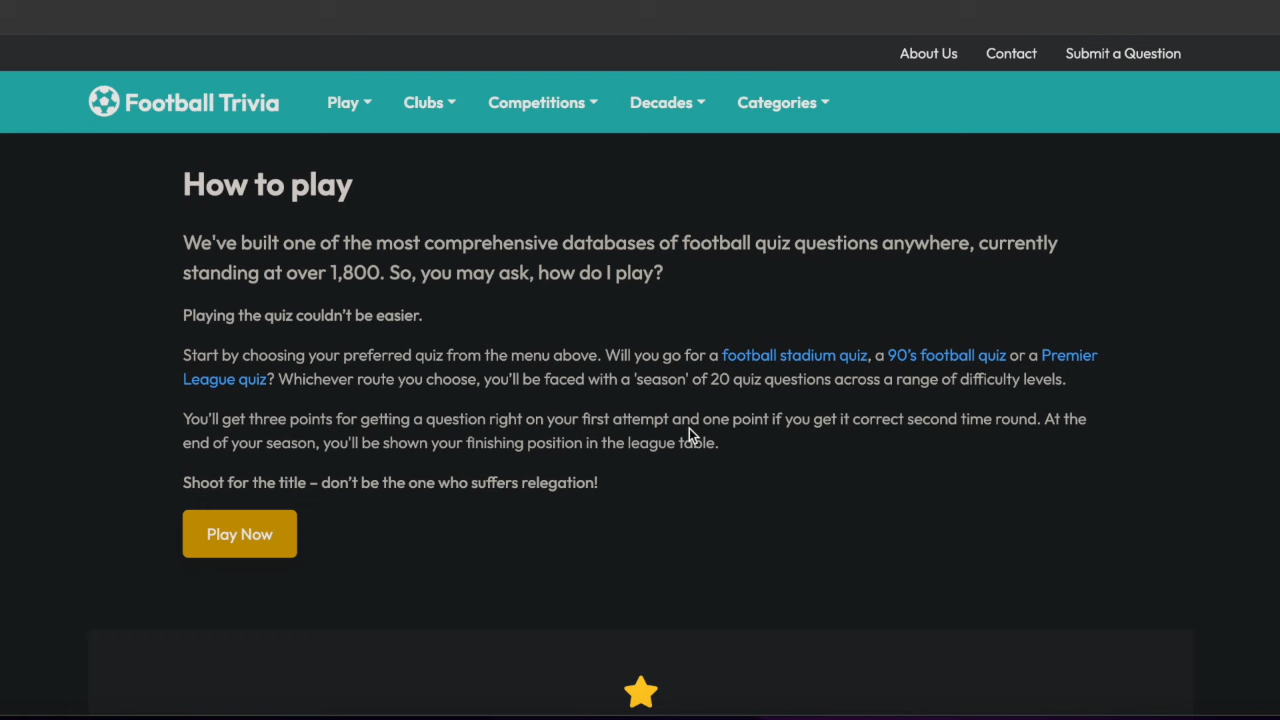 About Us Contact Submit a Question
Football Trivia Play Clubs Competitions Decades Categories
How to play
We've built one of the most comprehensive databases of football quiz questions anywhere, currently
standing at over 1,800. So, you may ask, how do I play?
Playing the quiz couldn’t be easier.
Start by choosing your preferred quiz from the menu above. Will you go for a football stadium quiz, a 90’s football quiz or a Premier
League quiz? Whichever route you choose, you’ll be faced with a 'season' of 20 quiz questions across a range of difficulty levels.
You’ll get three points for getting a question right on your first attempt and one point if you get it correct second time round. At the
end of your season, you’ll be shown your finishing position in the league table.
Shoot for the title – don’t be the one who suffers relegation!
Play Now